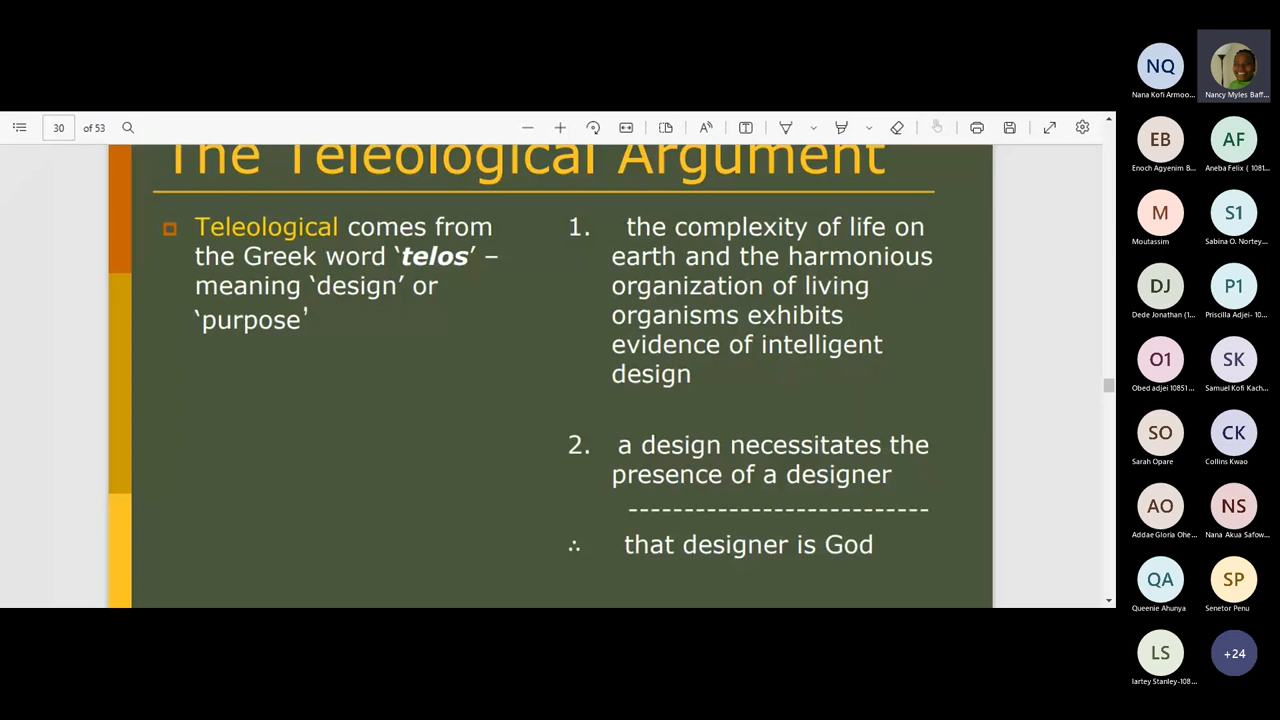 30 of 53
The Teleological Argument
Teleological comes from
the Greek word ‘telos’ –
meaning ‘design’ or
‘purpose’
1. the complexity of life on
earth and the harmonious
organization of living
organisms exhibits
evidence of intelligent
design
2. a design necessitates the
presence of a designer
---------------------------
∴ that designer is God
NQ
Nana Kofi Armoo...
Nancy Myles Baff...
EB
Enoch Agyenim B...
AF
Aneba Felix ( 1081...
M
Moutassim
S1
Sabina O. Nortey...
DJ
Dede Jonathan (1...
P1
Priscilla Adjei- 10...
O1
Obed adjei 10851...
SK
Samuel Kofi Kach...
SO
Sarah Opare
CK
Collins Kwao
AO
Addae Gloria Ohe...
NS
Nana Akua Safow...
QA
Queenie Ahunya
SP
Senetor Penu
LS
lartey Stanley-108...
+24